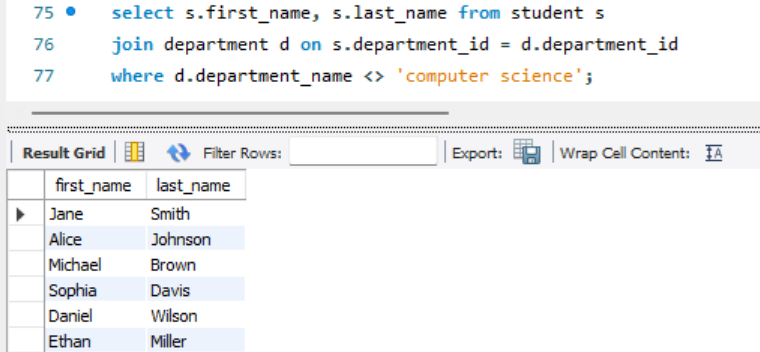 75 select s.first_name, s.last_name from student s
76 join department d on s.department_id = d.department_id
77 where d.department_name <> 'computer science';
Result Grid Filter Rows: Export: Wrap Cell Content: IA
first_name last_name
Jane Smith
Alice Johnson
Michael Brown
Sophia Davis
Daniel Wilson
Ethan Miller